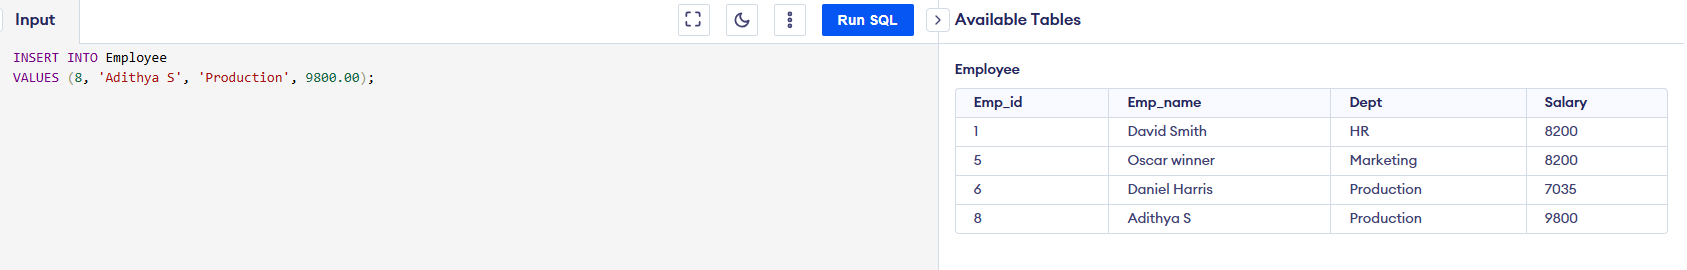 Input
Run SQL
INSERT INTO Employee
VALUES (8, 'Adithya S', 'Production', 9800.00);
Available Tables
Employee
Emp_id Emp_name Dept Salary
1 David Smith HR 8200
5 Oscar winner Marketing 8200
6 Daniel Harris Production 7035
8 Adithya S Production 9800